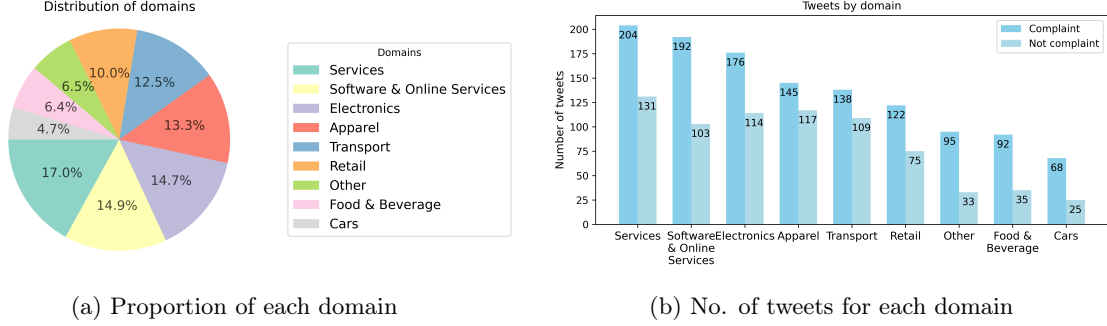 Distribution of domains
10.0%
12.5%
6.5%
6.4%
13.3%
4.7%
17.0%
14.7%
14.9%
Domains
Services
Software & Online Services
Electronics
Apparel
Transport
Retail
Other
Food & Beverage
Cars
(a) Proportion of each domain
Tweets by domain
Complaint
Not complaint
Number of tweets
200
175
150
125
100
75
50
25
0
204
131
192
103
176
114
145
117
138
109
122
75
95
33
92
35
68
25
Services
Software
& Online
Services
Electronics
Apparel
Transport
Retail
Other
Food &
Beverage
Cars
(b) No. of tweets for each domain